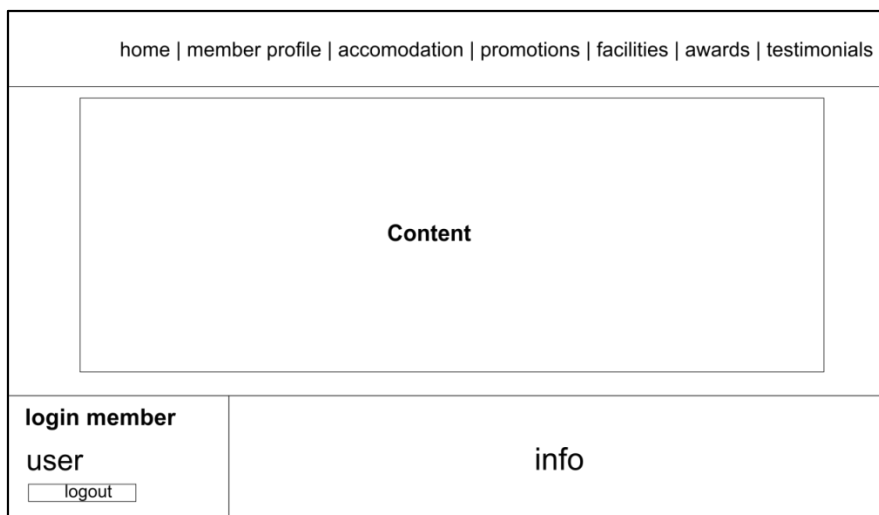 home | member profile | accomodation | promotions | facilities | awards | testimonials
Content
login member
user
logout
info